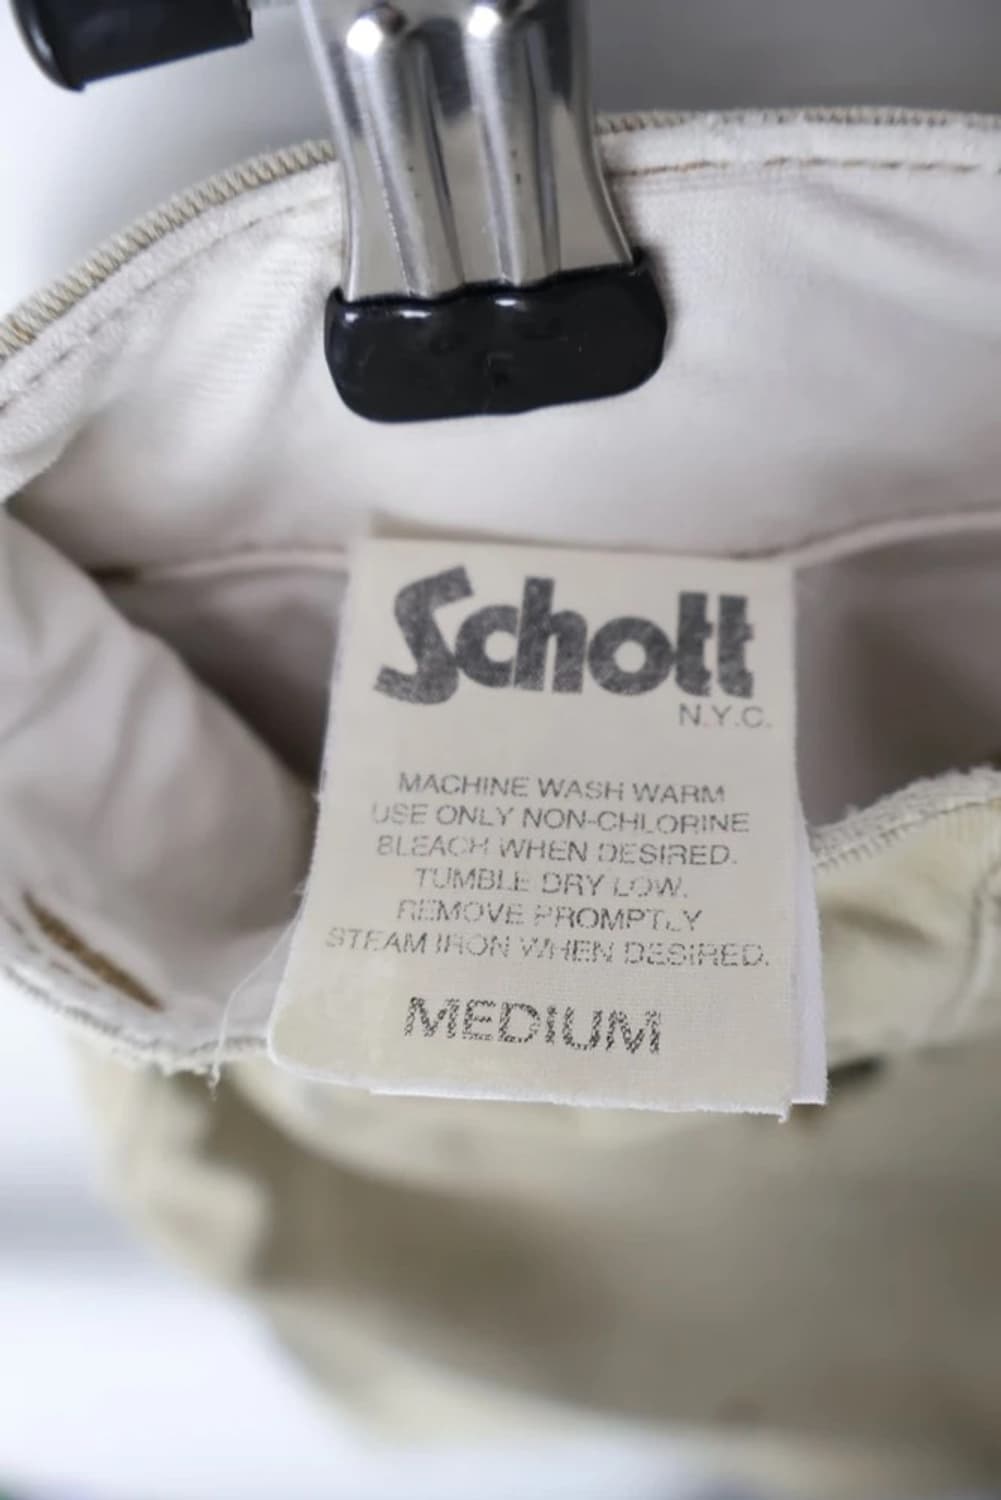 Schott
N.Y.C.
MACHINE WASH WARM
USE ONLY NON-CHLORINE
BLEACH WHEN DESIRED.
TUMBLE DRY LOW.
REMOVE PROMPTLY
STEAM IRON WHEN DESIRED.
MEDIUM